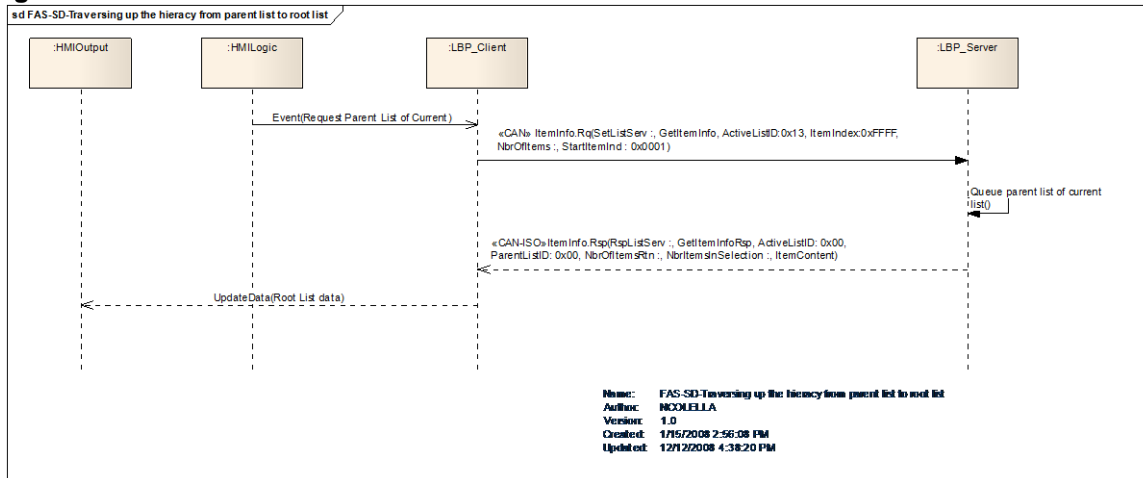 sd FAS-SD-Traversing up the hieracy from parent list to root list
:HMIOutput
:HMILogic
:LBP_Client
:LBP_Server
Event(Request Parent List of Current)
«CAN» ItemInfo.Rq(SetListServ :, GetItemInfo, ActiveListID:0x13, ItemIndex:0xFFFF,
NbrOfItems :, StartItemInd : 0x0001)
Queue parent list of current
list()
«CAN-ISO»ItemInfo.Rsp(RspListServ :, GetItemInfoRsp, ActiveListID: 0x00,
ParentListID: 0x00, NbrOfItemsRtn :, NbrItemsInSelection :, ItemContent)
UpdateData(Root List data)
Name: FAS-SD-Traversing up the hieracy from parent list to root list
Author: NCOLELLA
Version: 1.0
Created: 1/15/2008 2:56:08 PM
Updated: 12/12/2008 4:38:20 PM